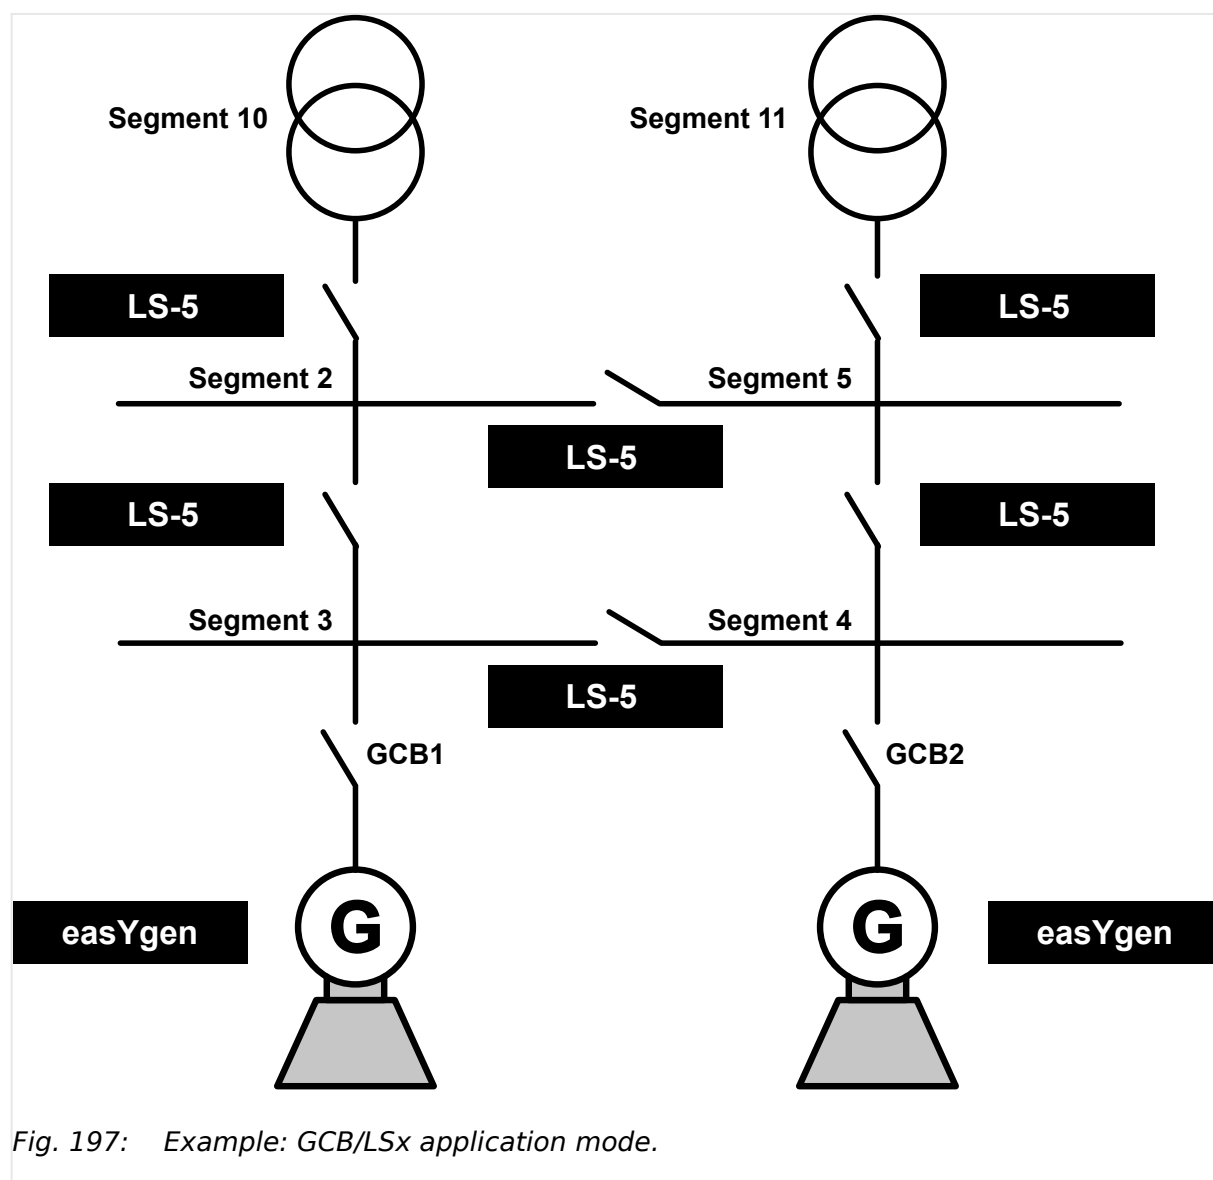 Segment 10
Segment 11
LS-5
LS-5
Segment 2
Segment 5
LS-5
LS-5
LS-5
Segment 3
Segment 4
LS-5
GCB1
GCB2
easYgen
G
G
easYgen
Fig. 197: Example: GCB/LSx application mode.